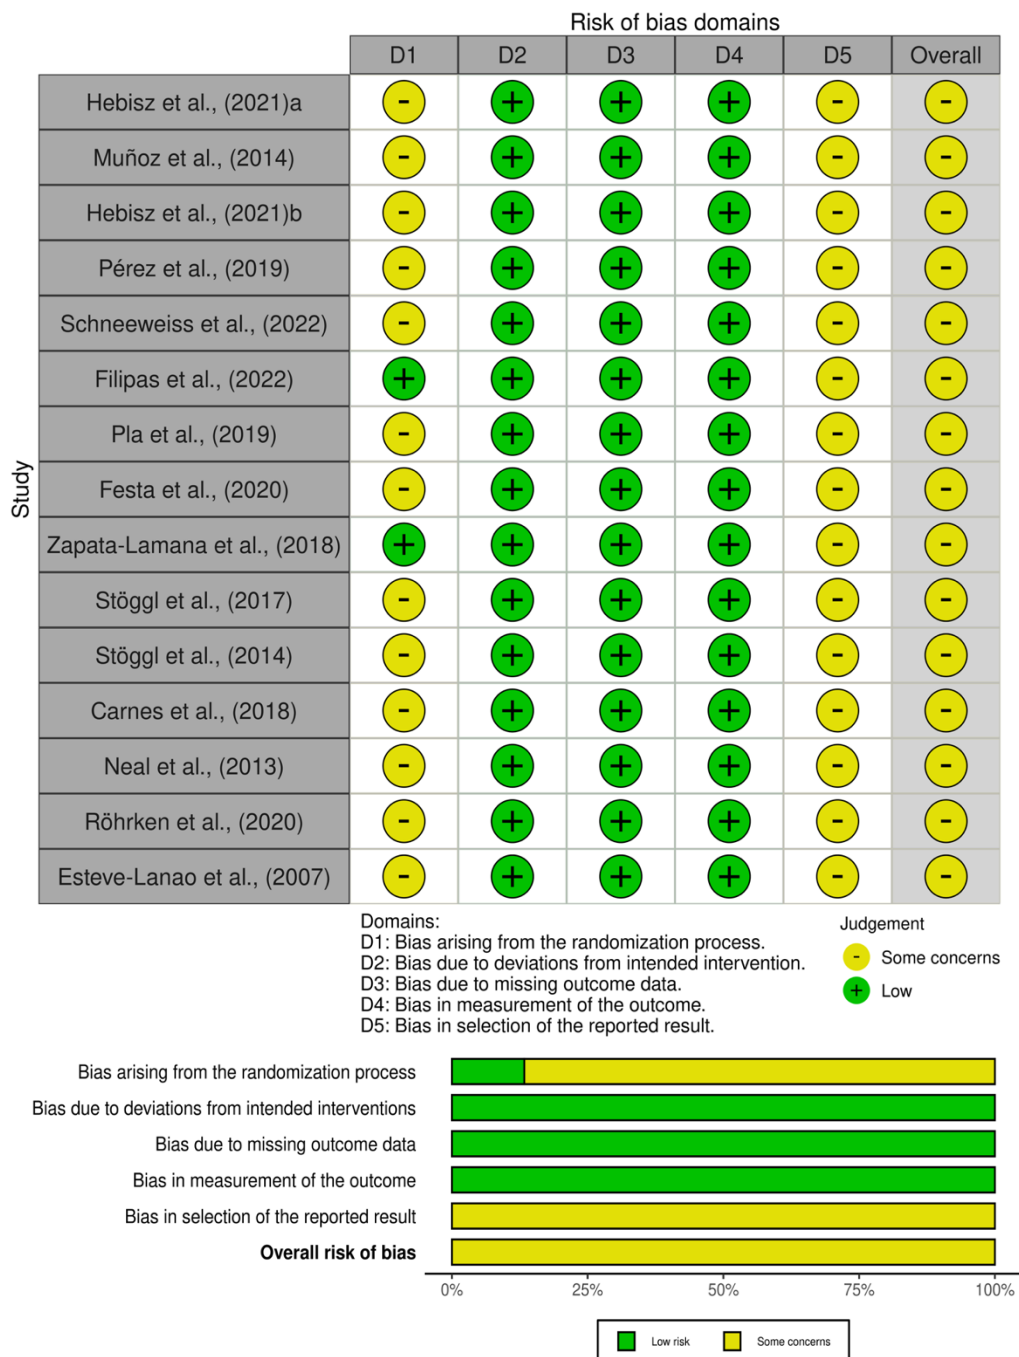 Risk of bias domains
D1 D2 D3 D4 D5 Overall
Study
Hebisz et al., (2021)a - + + + - -
Muñoz et al., (2014) - + + + - -
Hebisz et al., (2021)b - + + + - -
Pérez et al., (2019) - + + + - -
Schneeweiss et al., (2022) - + + + - -
Filipas et al., (2022) + + + + - -
Pla et al., (2019) - + + + - -
Festa et al., (2020) - + + + - -
Zapata-Lamana et al., (2018) + + + + - -
Stöggl et al., (2017) - + + + - -
Stöggl et al., (2014) - + + + - -
Carnes et al., (2018) - + + + - -
Neal et al., (2013) - + + + - -
Röhrken et al., (2020) - + + + - -
Esteve-Lanao et al., (2007) - + + + - -
Domains:
D1: Bias arising from the randomization process.
D2: Bias due to deviations from intended intervention.
D3: Bias due to missing outcome data.
D4: Bias in measurement of the outcome.
D5: Bias in selection of the reported result.
Judgement
- Some concerns
+ Low
Bias arising from the randomization process
Bias due to deviations from intended interventions
Bias due to missing outcome data
Bias in measurement of the outcome
Bias in selection of the reported result
Overall risk of bias
0% 25% 50% 75% 100%
Low risk Some concerns